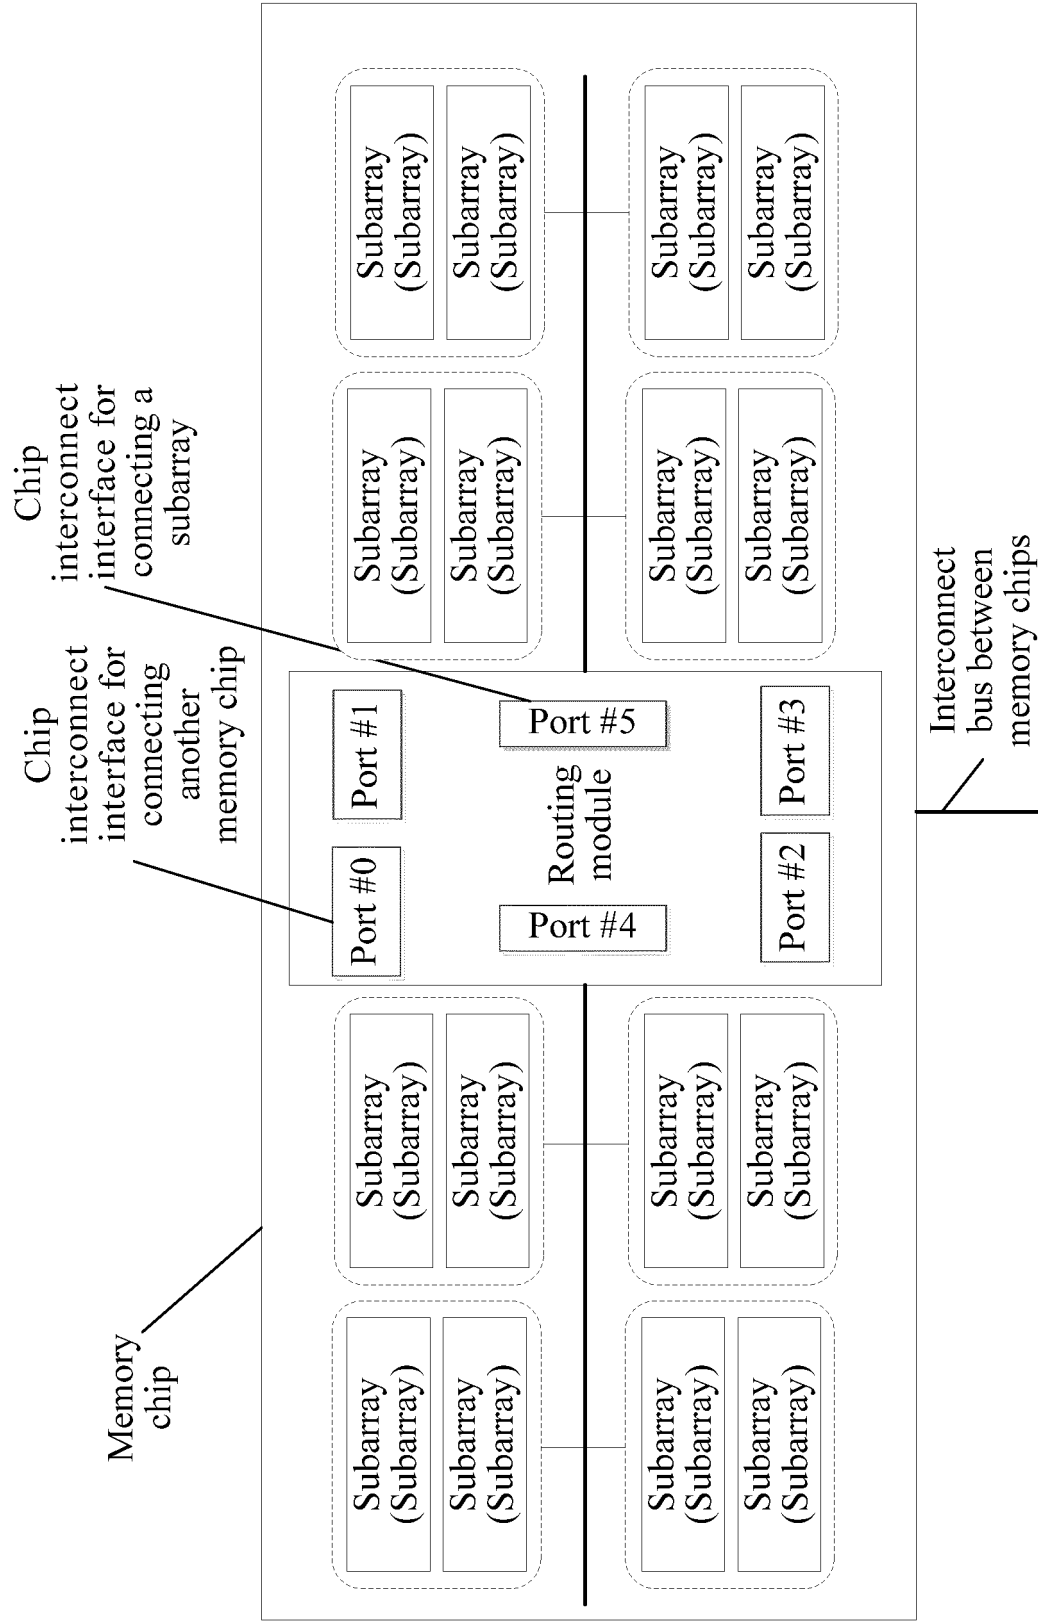 Memory
chip
Chip
interconnect
interface for
connecting
another
memory chip
Chip
interconnect
interface for
connecting a
subarray
Subarray
(Subarray)
Subarray
(Subarray)
Subarray
(Subarray)
Subarray
(Subarray)
Subarray
(Subarray)
Subarray
(Subarray)
Subarray
(Subarray)
Subarray
(Subarray)
Port #0
Port #1
Port #4
Routing
module
Port #5
Port #2
Port #3
Subarray
(Subarray)
Subarray
(Subarray)
Subarray
(Subarray)
Subarray
(Subarray)
Subarray
(Subarray)
Subarray
(Subarray)
Subarray
(Subarray)
Subarray
(Subarray)
Interconnect
bus between
memory chips